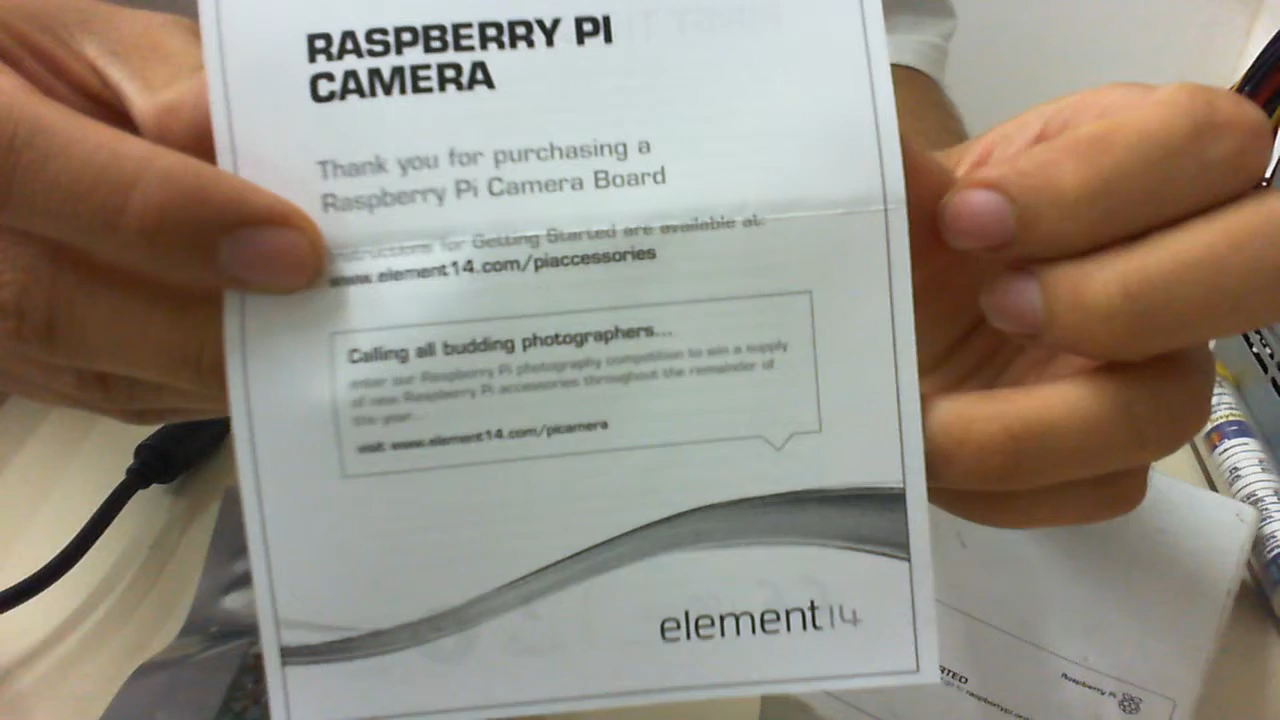 RASPBERRY PI
CAMERA
Thank you for purchasing a
Raspberry Pi Camera Board
Instructions for Getting Started are available at:
www.element14.com/piaccessories
Calling all budding photographers...
enter our Raspberry Pi photography competition to win a supply
of new Raspberry Pi accessories throughout the remainder of
the year...
visit www.element14.com/picamera
element14
Raspberry Pi